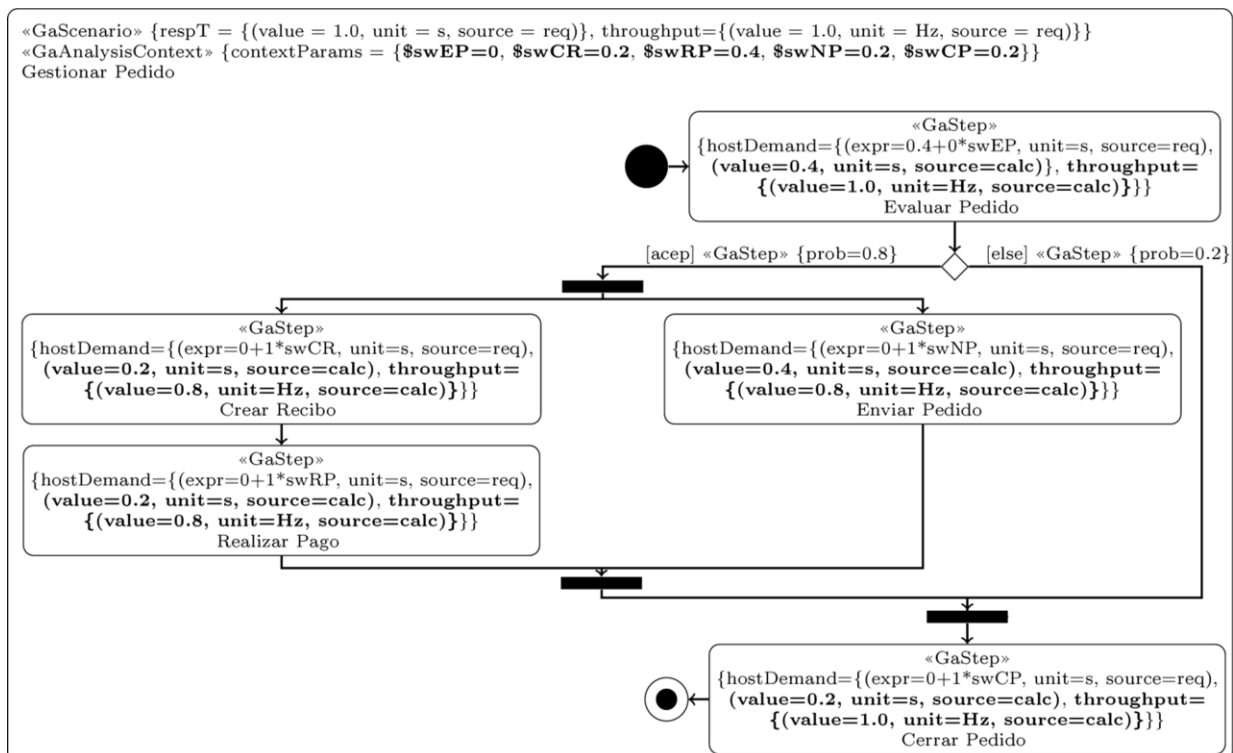 «GaScenario» {respT = {(value = 1.0, unit = s, source = req)}, throughput={(value = 1.0, unit = Hz, source = req)}}
«GaAnalysisContext» {contextParams = {$swEP=0, $swCR=0.2, $swRP=0.4, $swNP=0.2, $swCP=0.2}}
Gestionar Pedido
«GaStep»
{hostDemand={(expr=0.4+0*swEP, unit=s, source=req),
(value=0.4, unit=s, source=calc)}, throughput=
{(value=1.0, unit=Hz, source=calc)}}}
Evaluar Pedido
[acep] «GaStep» {prob=0.8}
[else] «GaStep» {prob=0.2}
«GaStep»
{hostDemand={(expr=0+1*swCR, unit=s, source=req),
(value=0.2, unit=s, source=calc), throughput=
{(value=0.8, unit=Hz, source=calc)}}}
Crear Recibo
«GaStep»
{hostDemand={(expr=0+1*swNP, unit=s, source=req),
(value=0.4, unit=s, source=calc), throughput=
{(value=0.8, unit=Hz, source=calc)}}}
Enviar Pedido
«GaStep»
{hostDemand={(expr=0+1*swRP, unit=s, source=req),
(value=0.2, unit=s, source=calc), throughput=
{(value=0.8, unit=Hz, source=calc)}}}
Realizar Pago
«GaStep»
{hostDemand={(expr=0+1*swCP, unit=s, source=req),
(value=0.2, unit=s, source=calc), throughput=
{(value=1.0, unit=Hz, source=calc)}}}
Cerrar Pedido